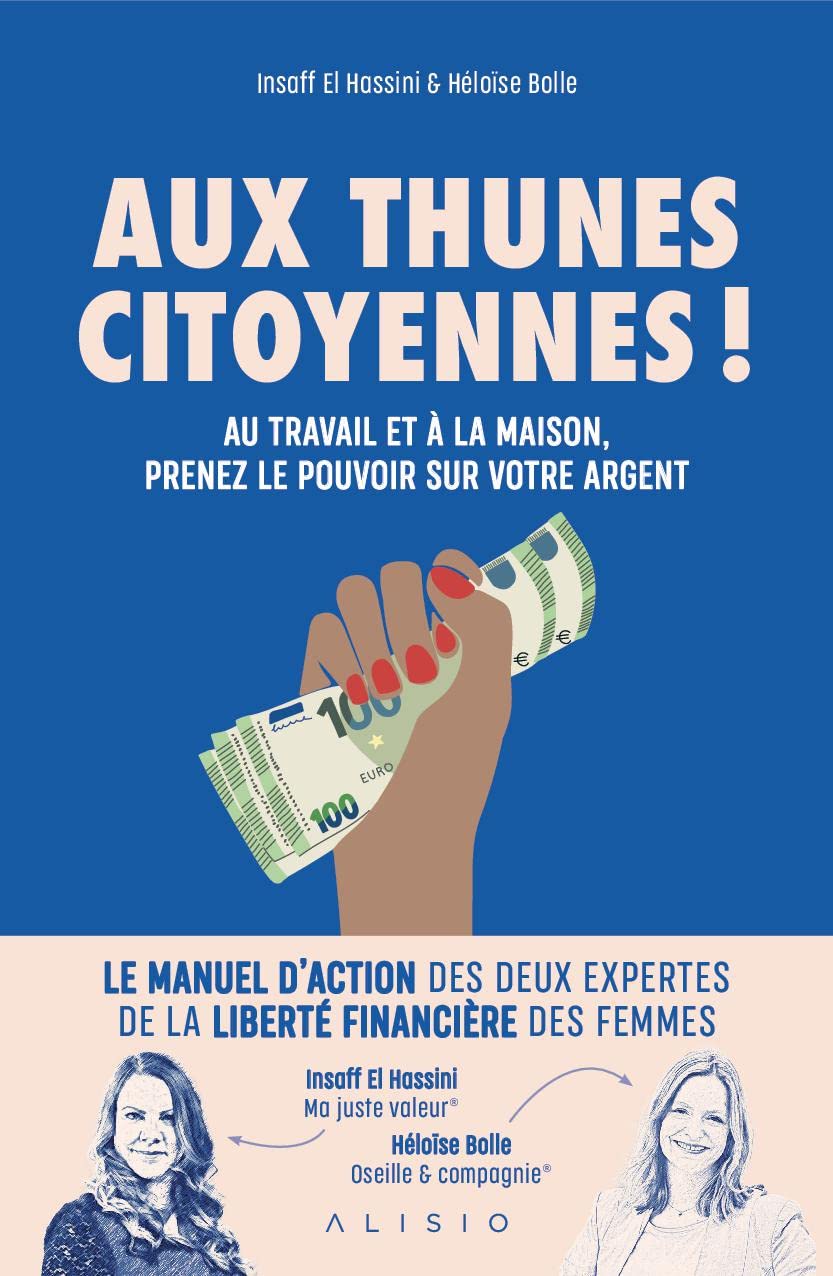 Insaff El Hassini & Héloïse Bolle
AUX THUNES
CITOYENNES !
AU TRAVAIL ET À LA MAISON,
PRENEZ LE POUVOIR SUR VOTRE ARGENT
€
€
100
EURO
100
LE MANUEL D’ACTION DES DEUX EXPERTES
DE LA LIBERTÉ FINANCIÈRE DES FEMMES
Insaff El Hassini
Ma juste valeur®
Héloïse Bolle
Oseille & compagnie®
ALISIO